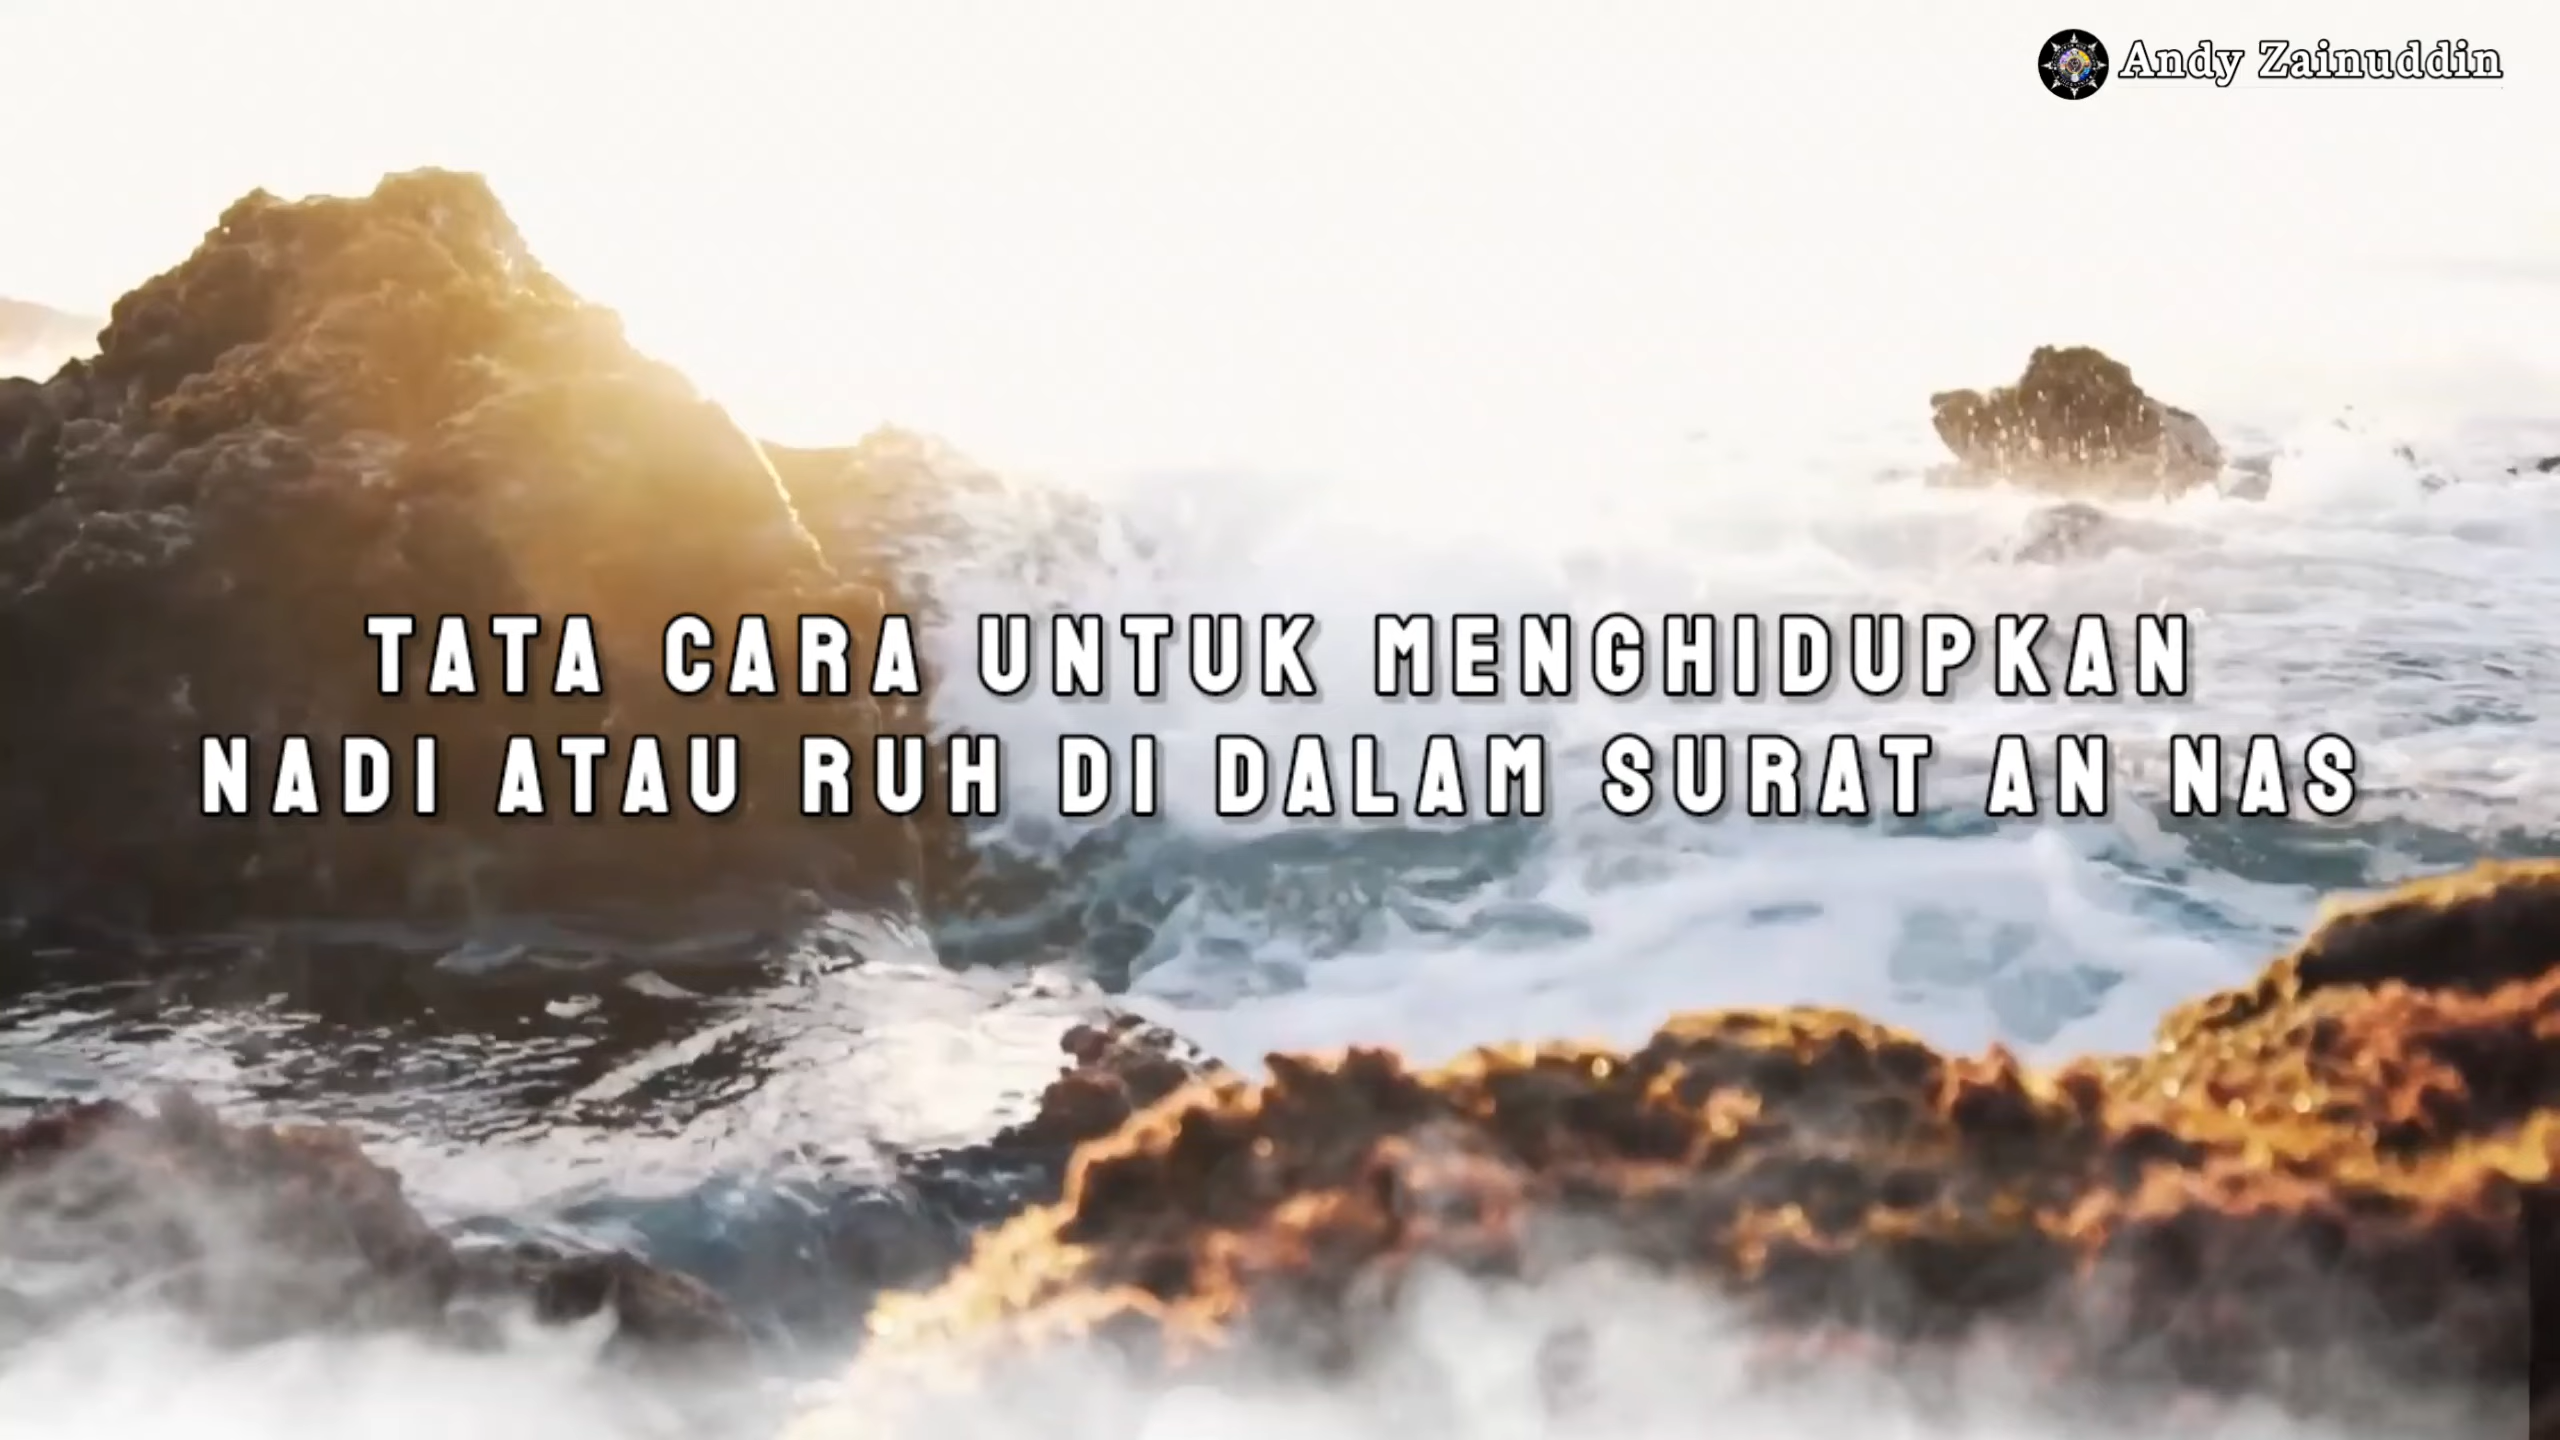 Andy Zainuddin
TATA CARA UNTUK MENGHIDUPKAN
NADI ATAU RUH DI DALAM SURAT AN NAS